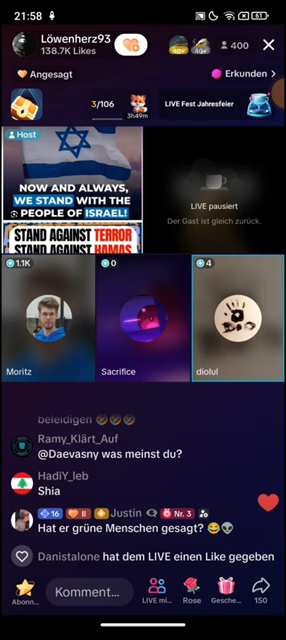 21:58
61
Löwenherz93
138.7K Likes
400
Angesagt
Erkunden
3/106
3h49m
LIVE Fest Jahresfeier
Host
NOW AND ALWAYS,
WE STAND WITH THE
PEOPLE OF ISRAEL!
STAND AGAINST TERROR
STAND AGAINST HAMAS
LIVE pausiert
Der Gast ist gleich zurück.
1.1K
0
4
Moritz
Sacrifice
diolul
beleidigen 🤣🤣🤣
Ramy_Klärt_Auf
@Daevasny was meinst du?
HadiY_leb
Shia
16 II Justin Nr. 3
Hat er grüne Menschen gesagt? 😂👽
Danistalone hat dem LIVE einen Like gegeben
Abonn...
Komment...
LIVE mi...
Rose
Gesche...
150